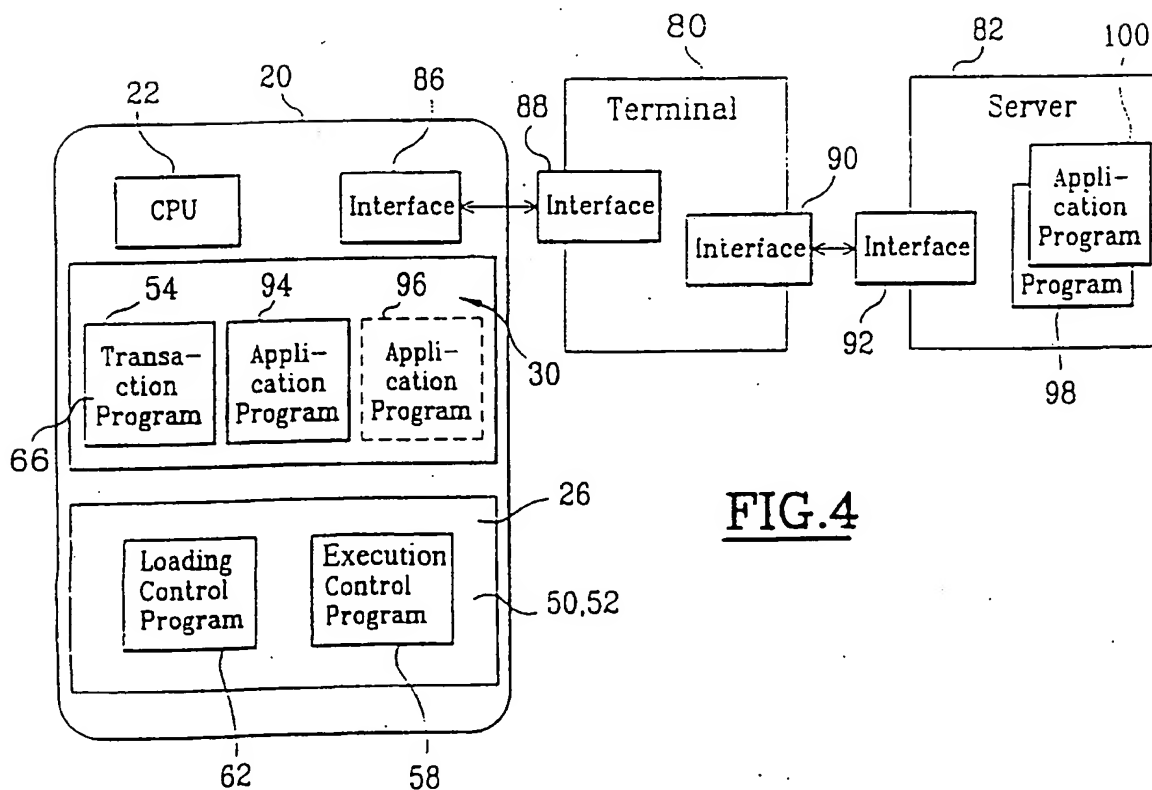 80
82
100
20
86
22
88
Terminal
Server
90
Appli-
cation
Program
CPU
Interface
Interface
Interface
Interface
Program
54
94
96
92
98
30
Transa-
ction
Program
Appli-
cation
Program
Appli-
cation
Program
66
26
FIG.4
Loading
Control
Program
Execution
Control
Program
50,52
62
58